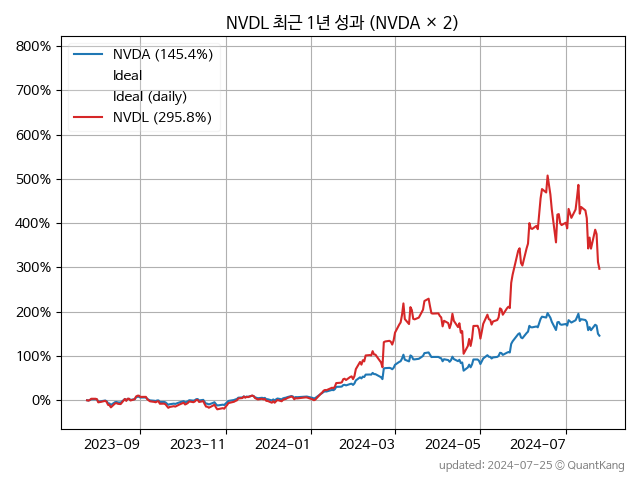 NVDL 최근 1년 성과 (NVDA × 2)
800%
700%
600%
500%
400%
300%
200%
100%
0%
NVDA (145.4%)
Ideal
Ideal (daily)
NVDL (295.8%)
2023-09 2023-11 2024-01 2024-03 2024-05 2024-07
updated: 2024-07-25 © QuantKang